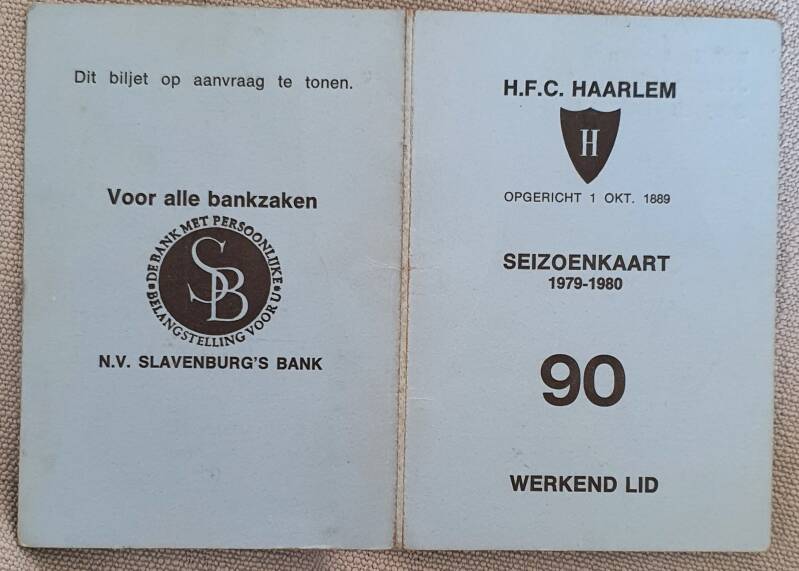 Dit biljet op aanvraag te tonen.
Voor alle bankzaken
DE BANK MET PERSOONLIJKE
BELANGSTELLING VOOR U
SB
N.V. SLAVENBURG'S BANK
H.F.C. HAARLEM
H
OPGERICHT 1 OKT. 1889
SEIZOENKAART
1979-1980
90
WERKEND LID